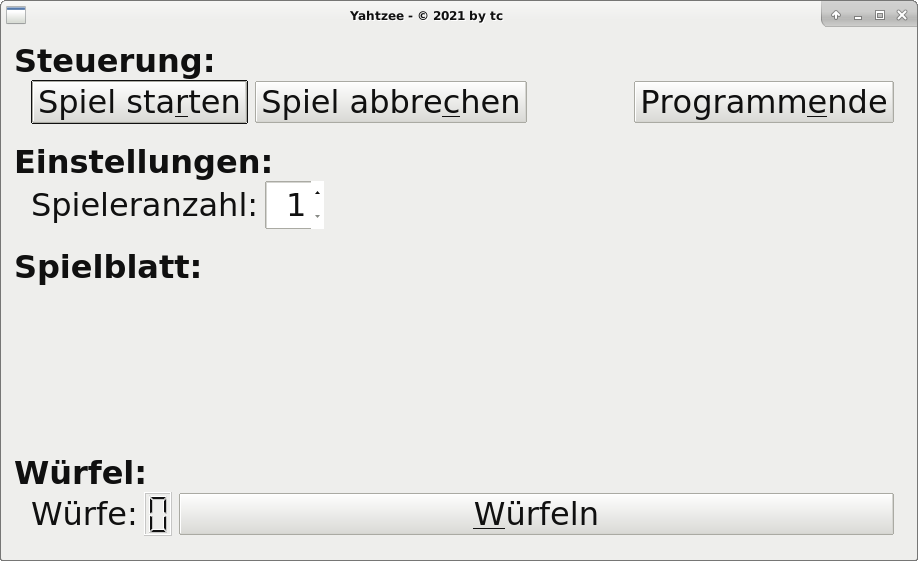 Yahtzee - © 2021 by tc
Steuerung:
Spiel starten Spiel abbrechen Programmende
Einstellungen:
Spieleranzahl: 1
Spielblatt:
Würfel:
Würfe: 0 Würfeln